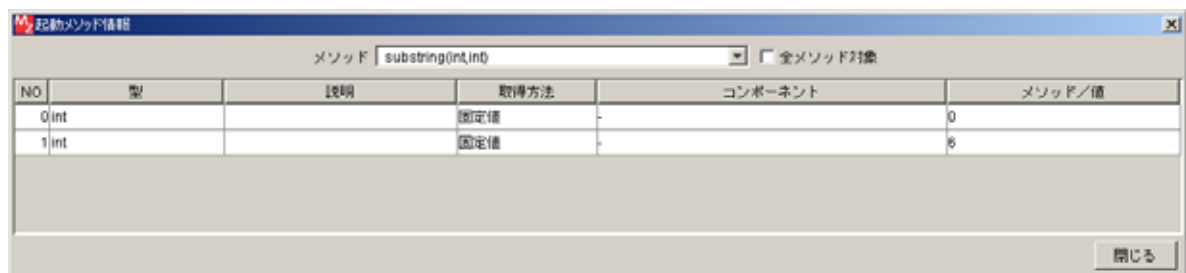 起動メソッド情報
メソッド substring(int,int) 全メソッド対象
NO 型 説明 取得方法 コンポーネント メソッド/値
0 int 固定値 - 0
1 int 固定値 - 6
閉じる